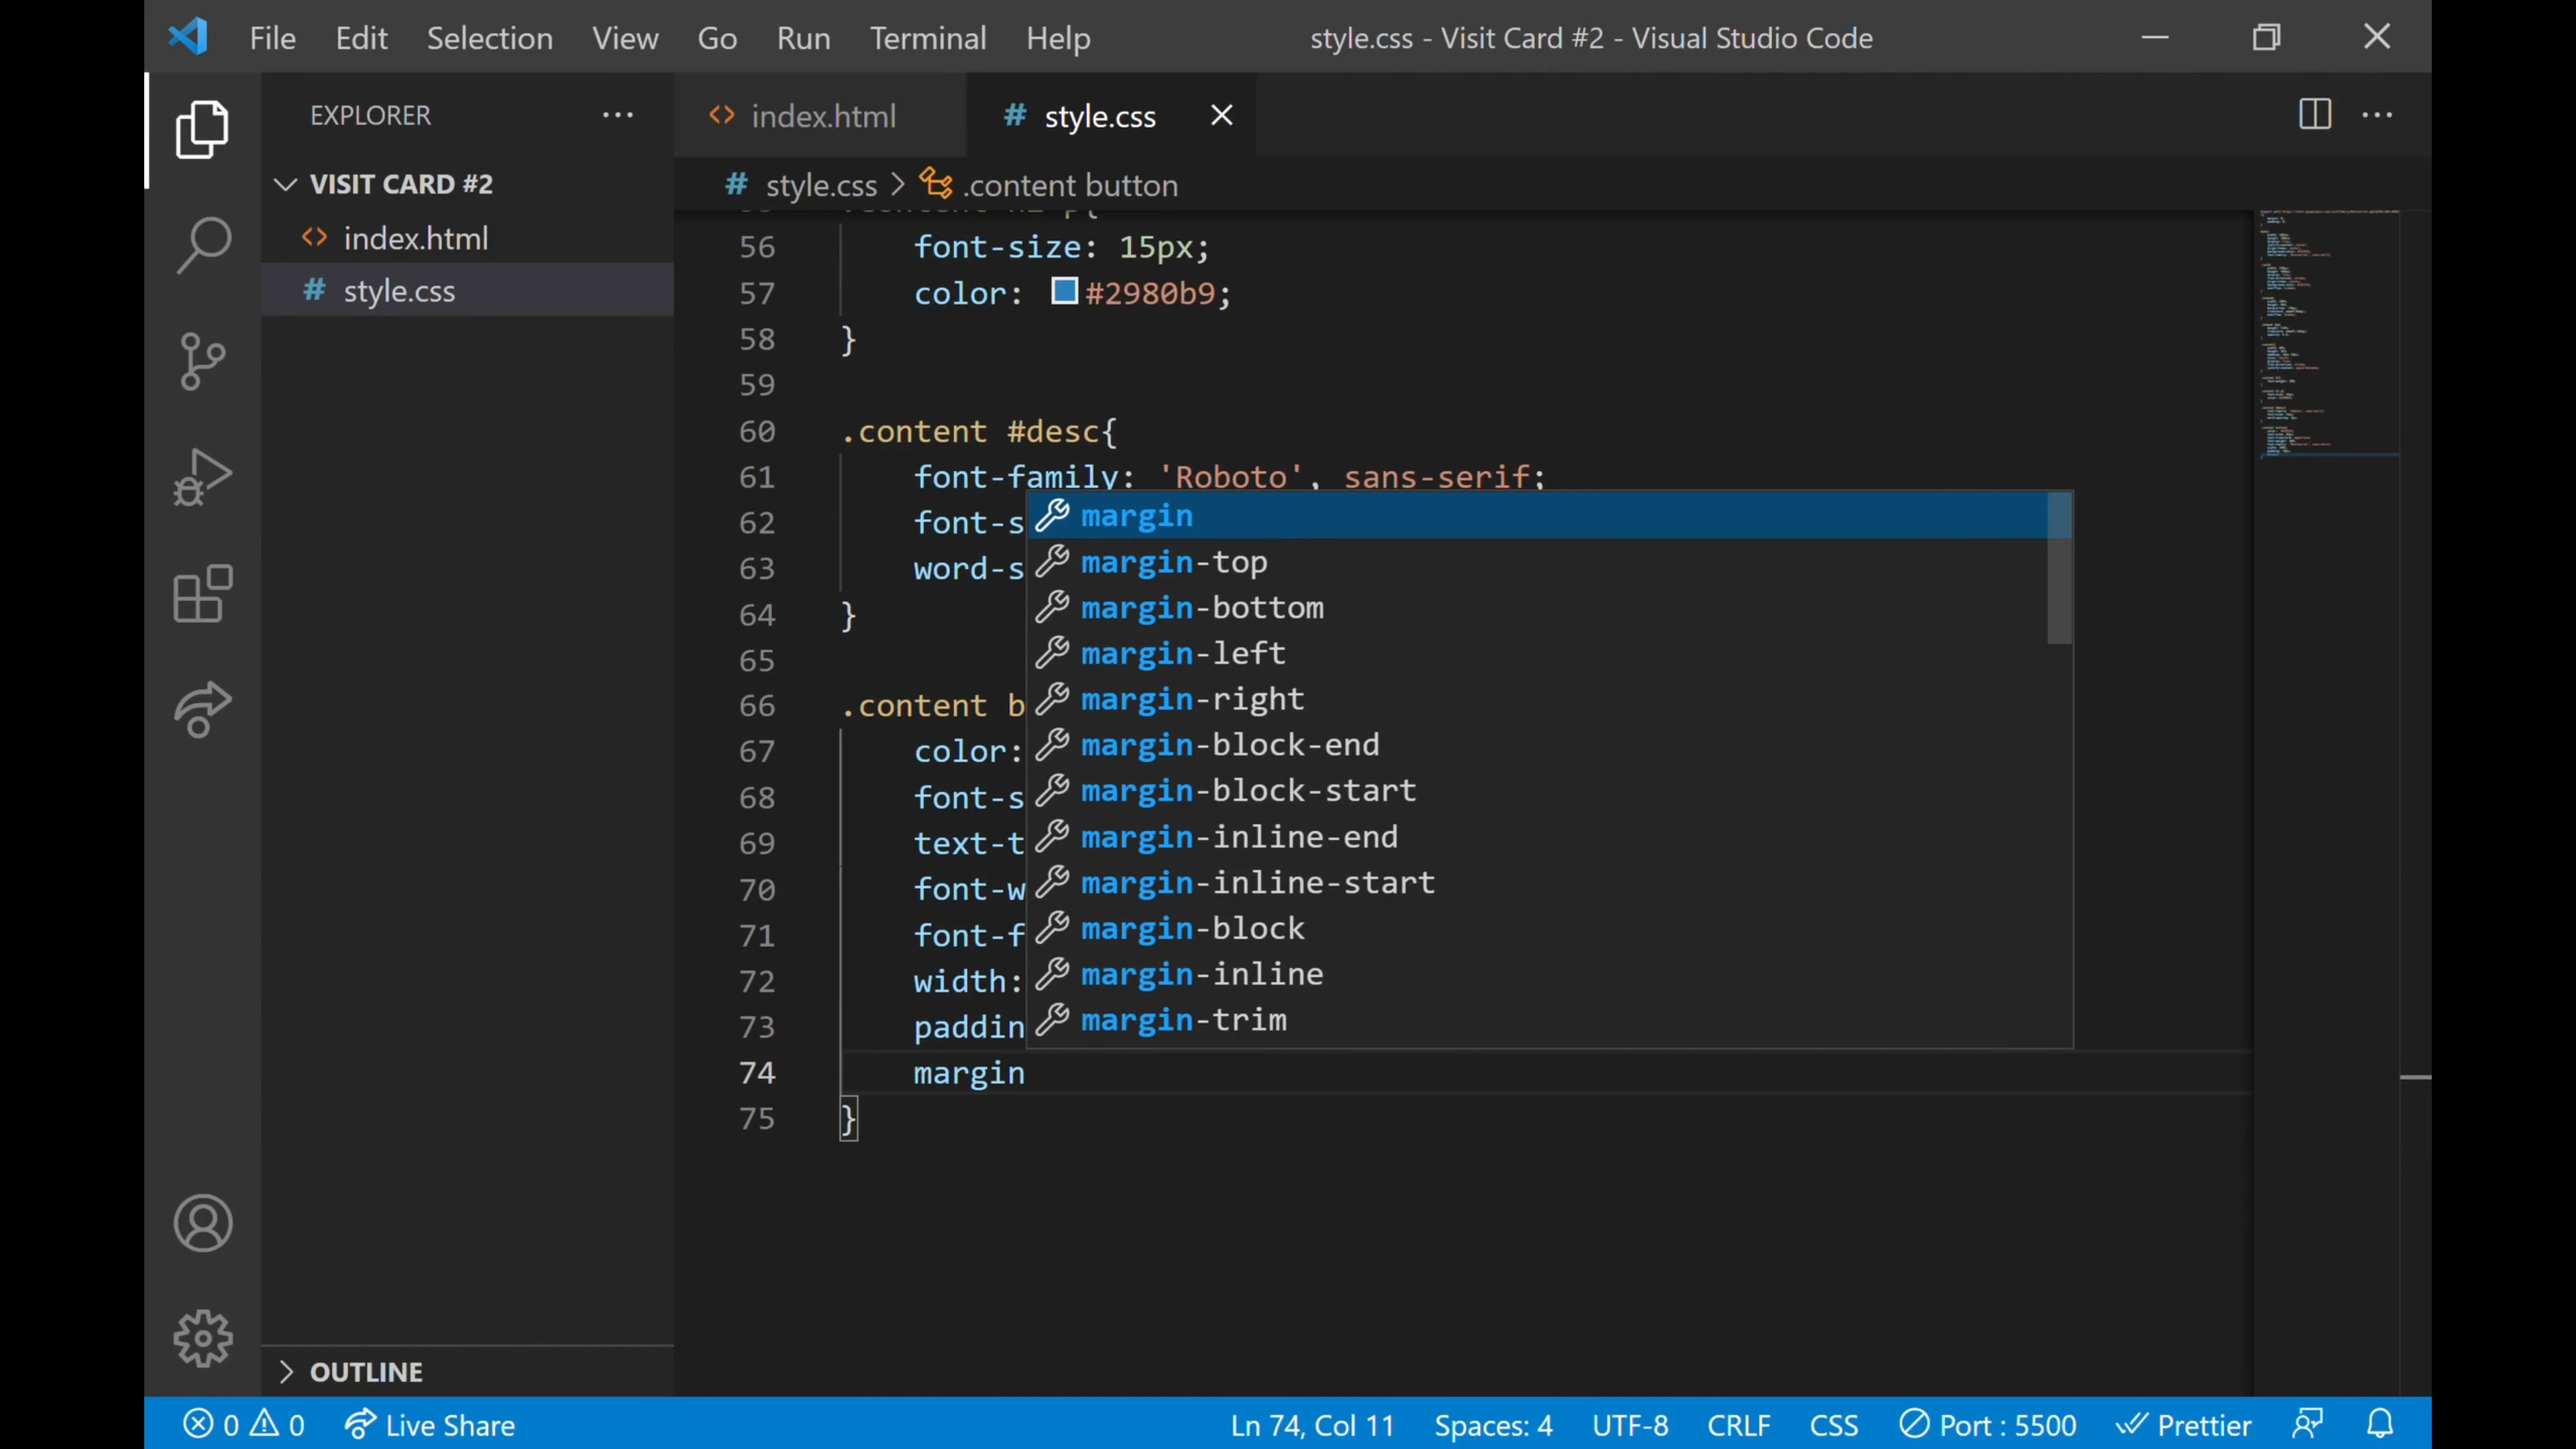 File Edit Selection View Go Run Terminal Help
style.css - Visit Card #2 - Visual Studio Code
EXPLORER
VISIT CARD #2
index.html
style.css
index.html
style.css
style.css > .content button
56 font-size: 15px;
57 color: #2980b9;
58 }
59
60 .content #desc{
61 font-family: 'Roboto', sans-serif;
62 font-s
63 word-s
64 }
65
66 .content b
67 color:
68 font-s
69 text-t
70 font-w
71 font-f
72 width:
73 paddin
74 margin
75 }
margin
margin-top
margin-bottom
margin-left
margin-right
margin-block-end
margin-block-start
margin-inline-end
margin-inline-start
margin-block
margin-inline
margin-trim
OUTLINE
0 0 Live Share
Ln 74, Col 11 Spaces: 4 UTF-8 CRLF CSS Port : 5500 Prettier